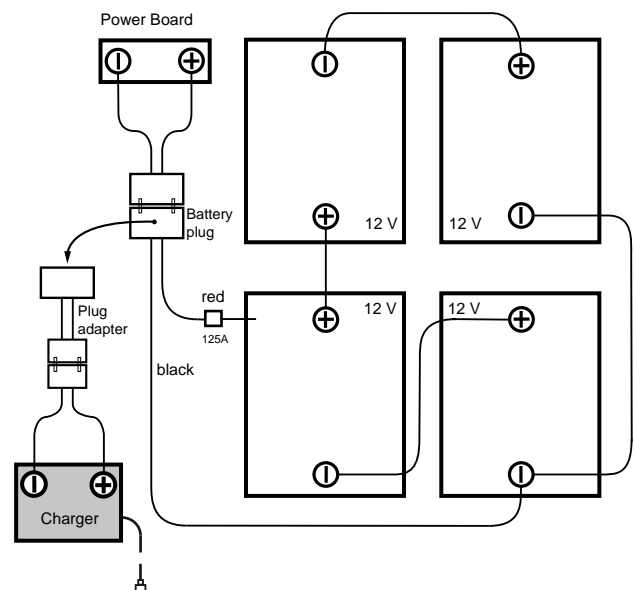 Power Board
12 V
12 V
Battery
plug
red
12 V
12 V
Plug
adapter
125A
black
Charger